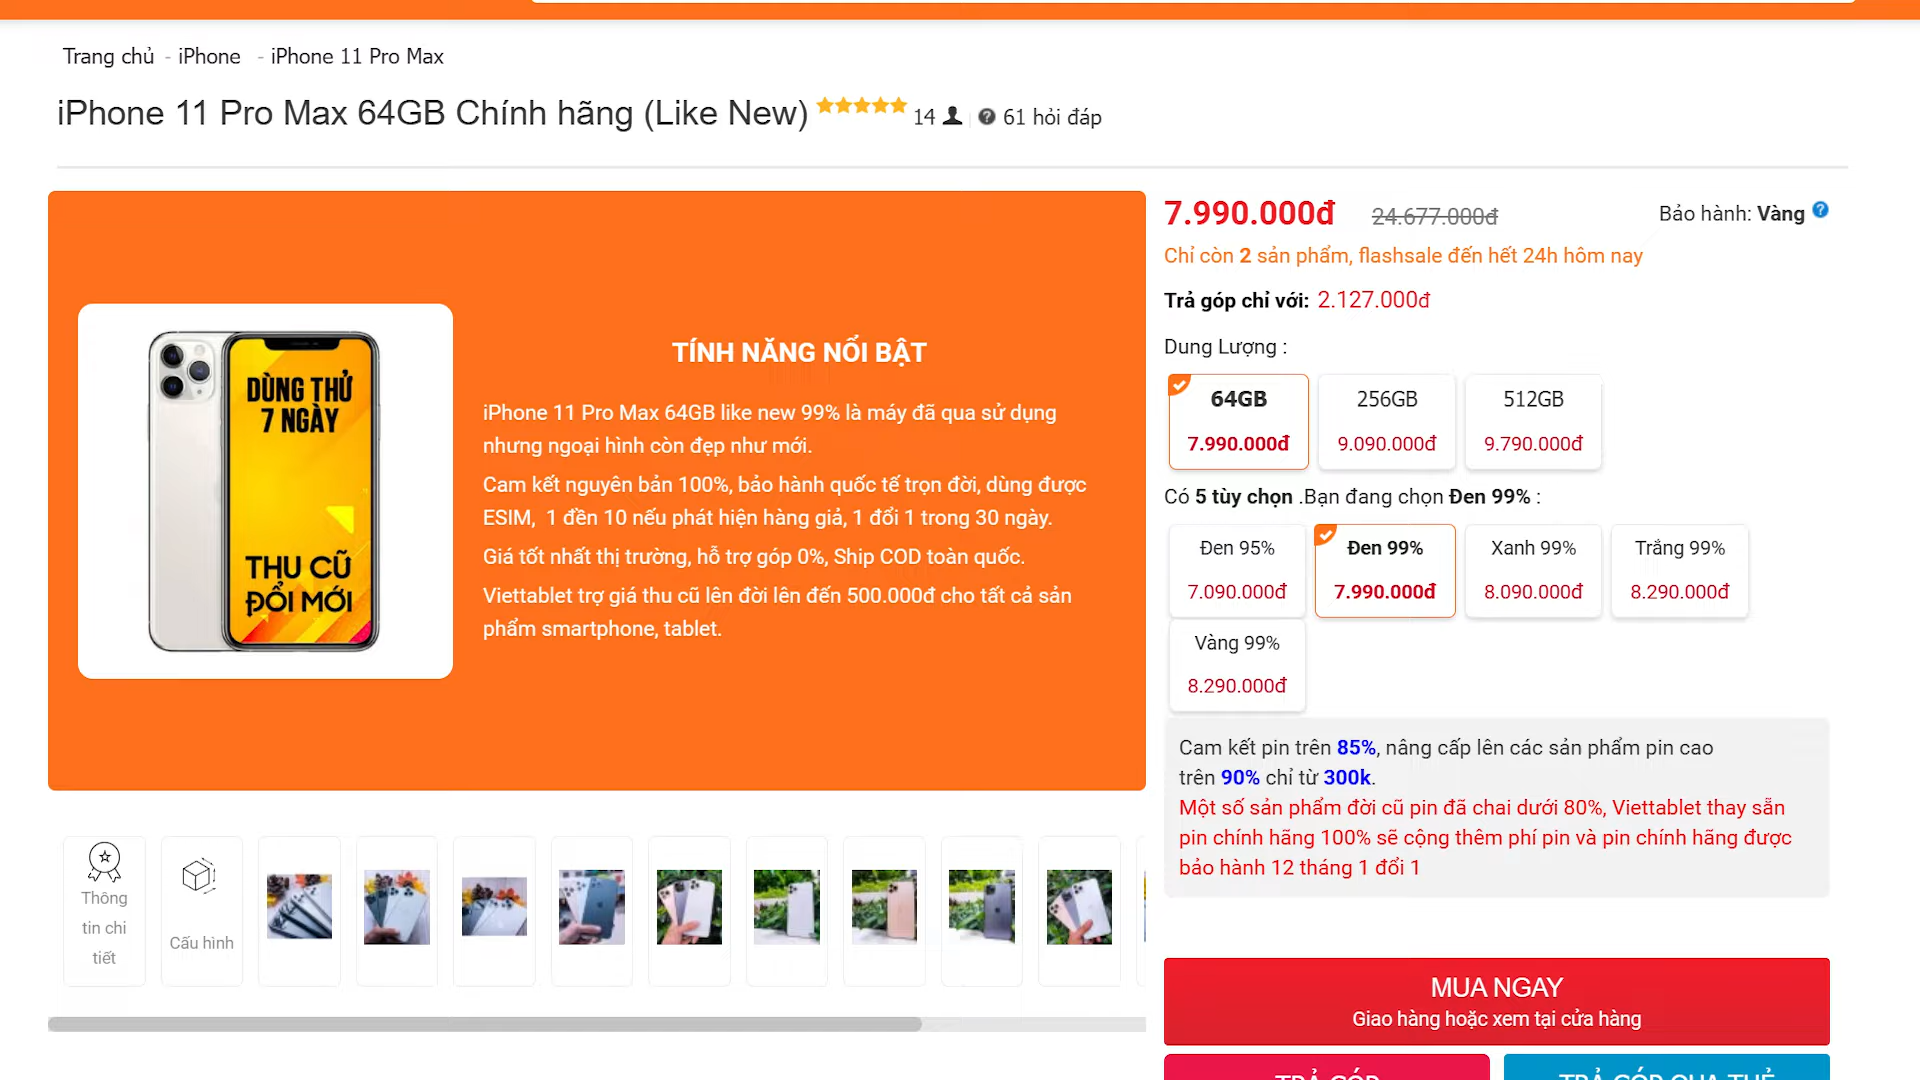 Trang chủ - iPhone - iPhone 11 Pro Max
iPhone 11 Pro Max 64GB Chính hãng (Like New) 14 61 hỏi đáp
DÙNG THỬ
7 NGÀY
THU CŨ
ĐỔI MỚI
TÍNH NĂNG NỔI BẬT
iPhone 11 Pro Max 64GB like new 99% là máy đã qua sử dụng
nhưng ngoại hình còn đẹp như mới.
Cam kết nguyên bản 100%, bảo hành quốc tế trọn đời, dùng được
ESIM, 1 đền 10 nếu phát hiện hàng giả, 1 đổi 1 trong 30 ngày.
Giá tốt nhất thị trường, hỗ trợ góp 0%, Ship COD toàn quốc.
Viettablet trợ giá thu cũ lên đời lên đến 500.000đ cho tất cả sản
phẩm smartphone, tablet.
Thông
tin chi
tiết
Cấu hình
7.990.000đ 24.677.000đ Bảo hành: Vàng ?
Chỉ còn 2 sản phẩm, flashsale đến hết 24h hôm nay
Trả góp chỉ với: 2.127.000đ
Dung Lượng :
64GB 256GB 512GB
7.990.000đ 9.090.000đ 9.790.000đ
Có 5 tùy chọn .Bạn đang chọn Đen 99% :
Đen 95% Đen 99% Xanh 99% Trắng 99%
7.090.000đ 7.990.000đ 8.090.000đ 8.290.000đ
Vàng 99%
8.290.000đ
Cam kết pin trên 85%, nâng cấp lên các sản phẩm pin cao
trên 90% chỉ từ 300k.
Một số sản phẩm đời cũ pin đã chai dưới 80%, Viettablet thay sẵn
pin chính hãng 100% sẽ cộng thêm phí pin và pin chính hãng được
bảo hành 12 tháng 1 đổi 1
MUA NGAY
Giao hàng hoặc xem tại cửa hàng
TRẢ GÓP TRẢ GÓP QUA THẺ